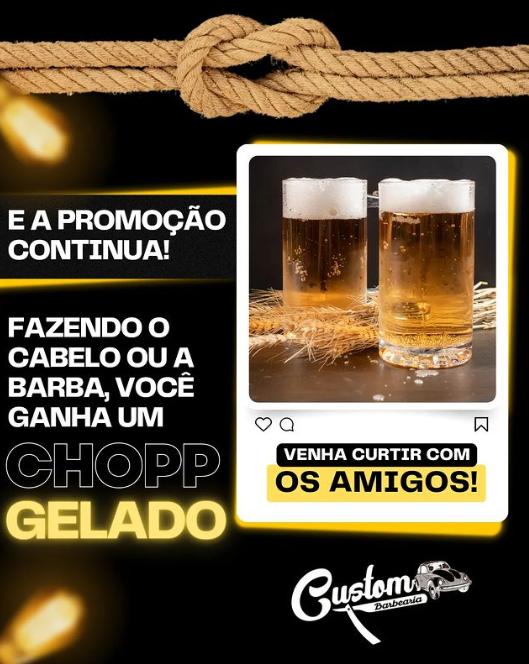 E A PROMOÇÃO
CONTINUA!
FAZENDO O
CABELO OU A
BARBA, VOCÊ
GANHA UM
CHOPP
GELADO
VENHA CURTIR COM
OS AMIGOS!
Custom
Barbearia